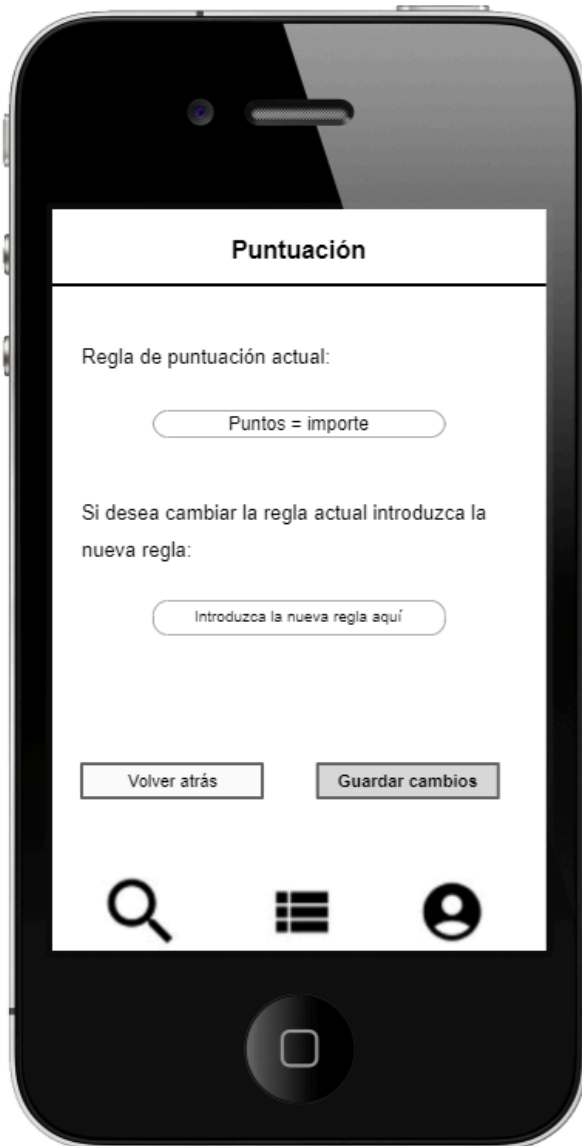 Puntuación
Regla de puntuación actual:
Puntos = importe
Si desea cambiar la regla actual introduzca la
nueva regla:
Introduzca la nueva regla aquí
Volver atrás
Guardar cambios